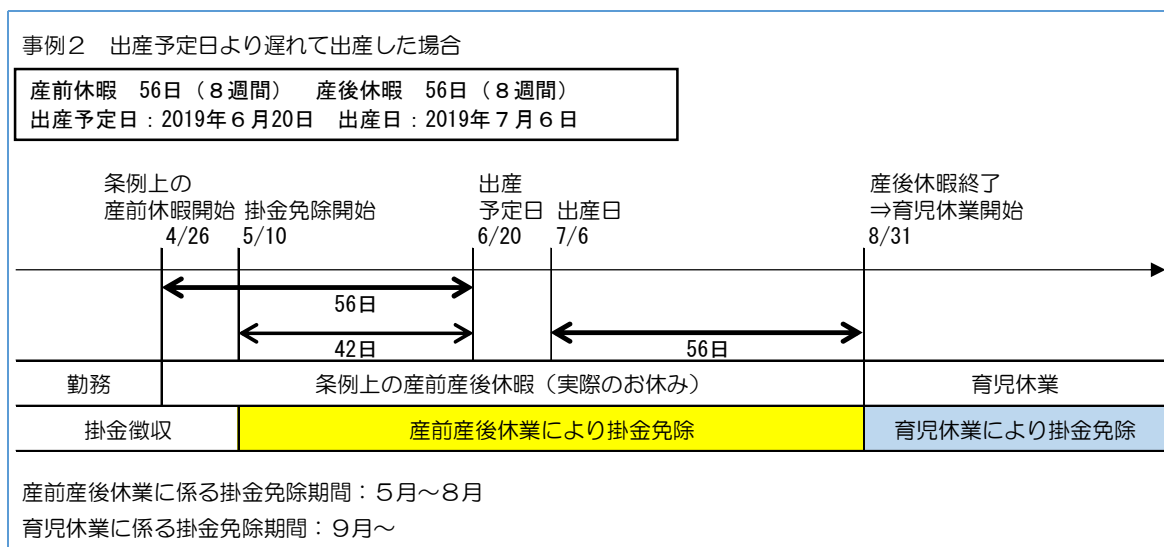 事例２　出産予定日より遅れて出産した場合
産前休暇　56日（８週間）　産後休暇　56日（８週間）
出産予定日：2019年６月20日　出産日：2019年７月６日
条例上の
産前休暇開始
4/26
掛金免除開始
5/10
出産
予定日
6/20
出産日
7/6
産後休暇終了
⇒育児休業開始
8/31
56日
42日
56日
勤務
条例上の産前産後休暇（実際のお休み）
育児休業
掛金徴収
産前産後休業により掛金免除
育児休業により掛金免除
産前産後休業に係る掛金免除期間：５月～８月
育児休業に係る掛金免除期間：９月～